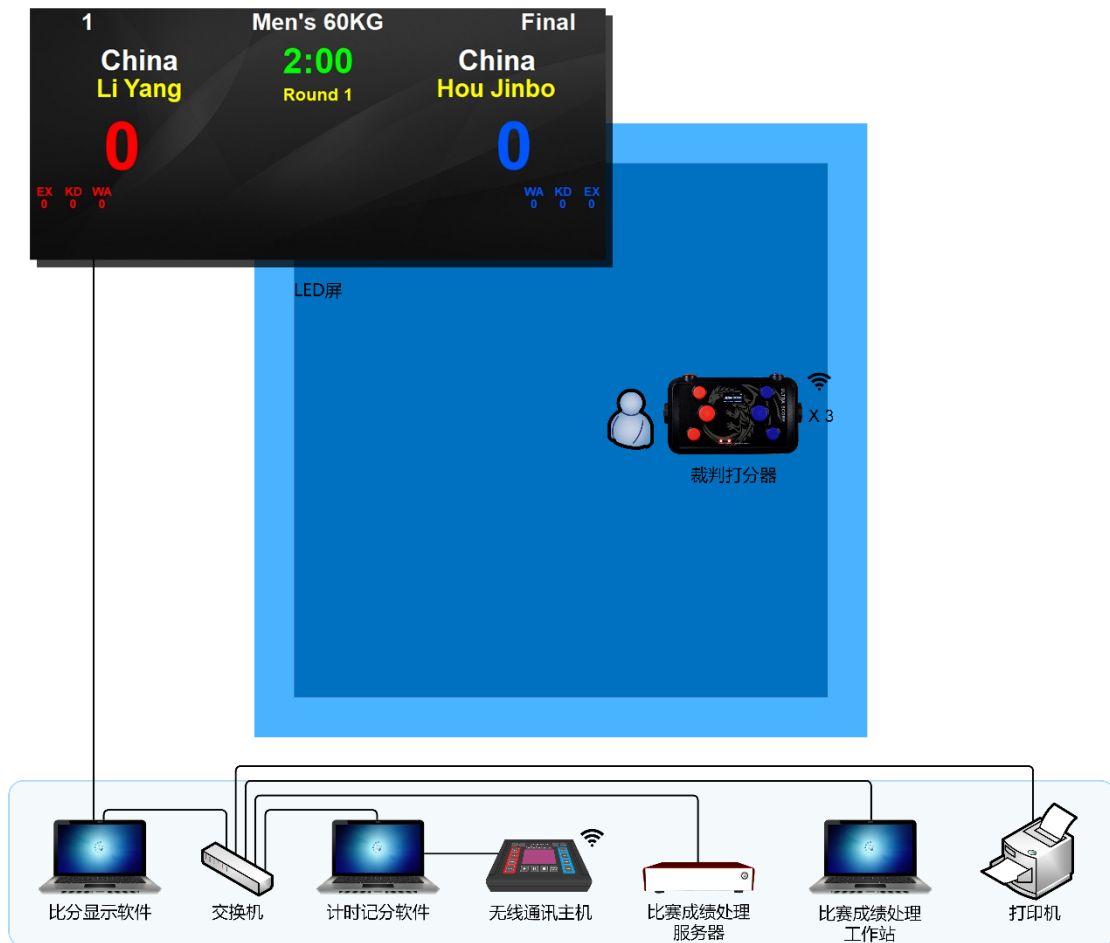 1 Men's 60KG Final
China 2:00 China
Li Yang Round 1 Hou Jinbo
0 0
EX KD WA WA KD EX
0 0 0 0 0 0
LED屏
X 3
裁判打分器
比分显示软件 交换机 计时记分软件 无线通讯主机 比赛成绩处理 比赛成绩处理 打印机
服务器 工作站